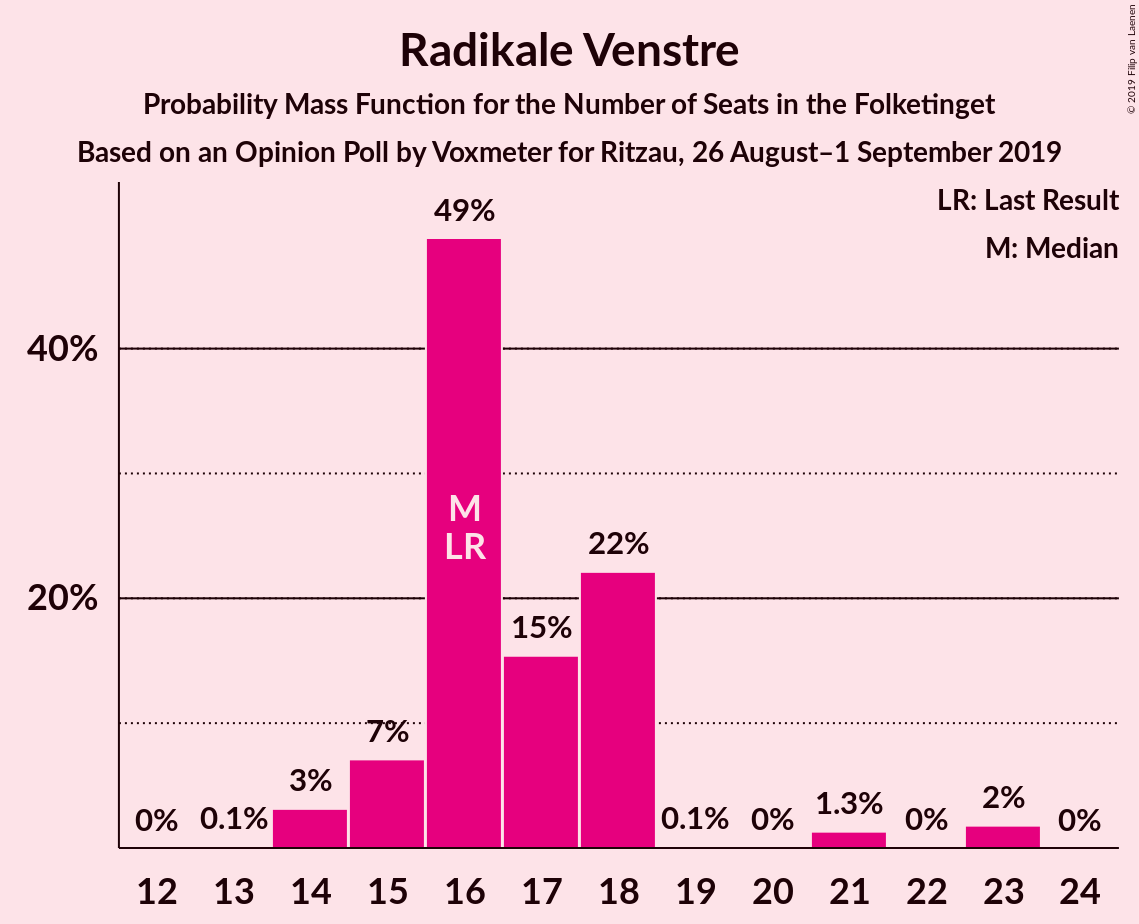 Radikale Venstre
Probability Mass Function for the Number of Seats in the Folketinget
Based on an Opinion Poll by Voxmeter for Ritzau, 26 August–1 September 2019
© 2019 Filip van Laenen
LR: Last Result
M: Median
40%
20%
0%
0.1%
3%
7%
49%
15%
22%
0.1%
0%
1.3%
0%
2%
0%
M
LR
12 13 14 15 16 17 18 19 20 21 22 23 24